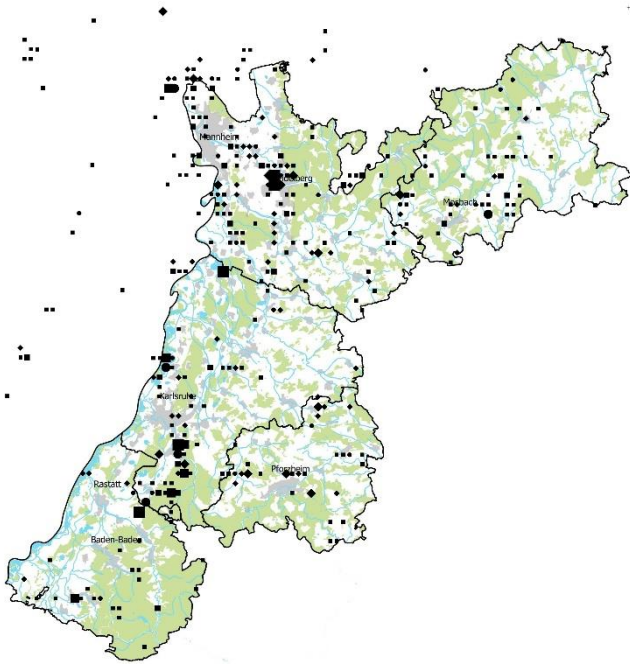 Mannheim
Mosbach
Karlsruhe
Pforzheim
Rastatt
Baden-Baden